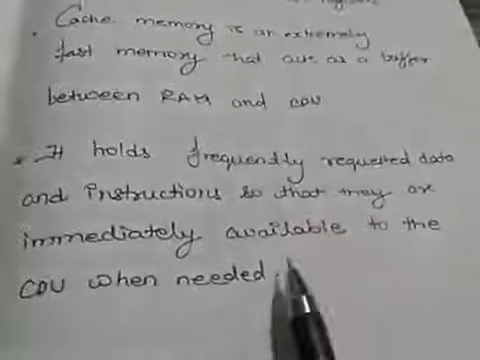 . Cache memory is an extremely
fast memory that acts as a buffer
between RAM and CPU
* It holds frequently requested data
and instructions so that they are
immediately available to the
CPU when needed.